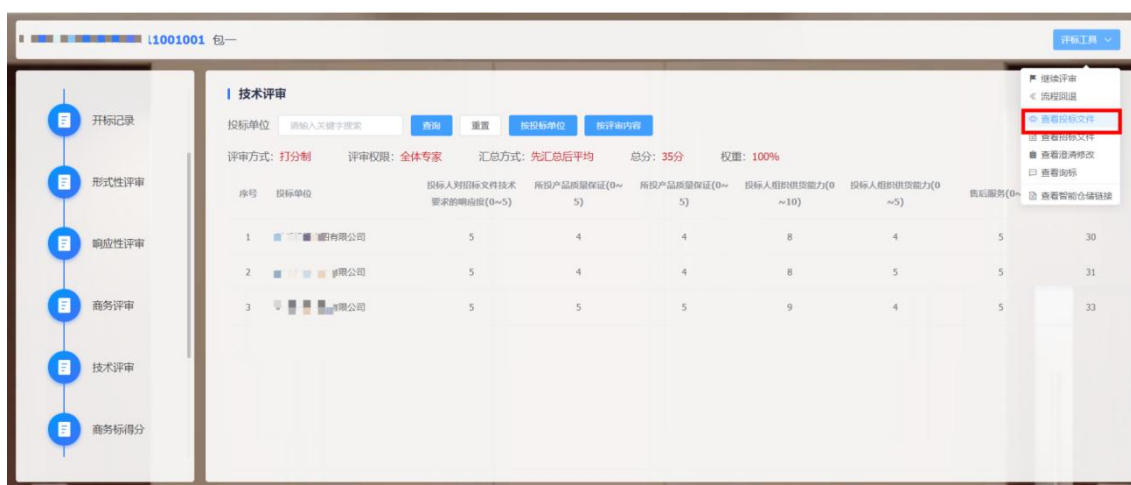 1001001 包一
评标工具
继续评审
流程回退
查看投标文件
查看招标文件
查看澄清修改
查看询标
查看智能仓储链接
开标记录
形式性评审
响应性评审
商务评审
技术评审
商务标得分
技术评审
投标单位 请输入关键字搜索 查询 重置 按投标单位 按评审内容
评审方式：打分制 评审权限：全体专家 汇总方式：先汇总后平均 总分：35分 权重：100%
序号 投标单位 投标人对招标文件技术要求的响应度(0~5) 所投产品质量保证(0~5) 所投产品质量保证(0~5) 投标人组织供货能力(0~10) 投标人组织供货能力(0~5) 售后服务(0~
1 团有限公司 5 4 4 8 4 5 30
2 限公司 5 4 4 8 5 5 31
3 有限公司 5 5 5 9 4 5 33